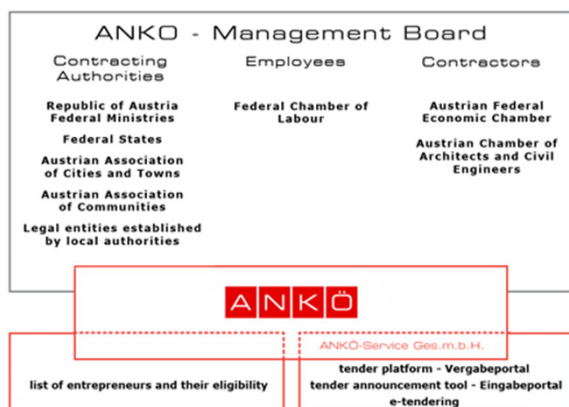 ANKO - Management Board
Contracting
Authorities
Republic of Austria
Federal Ministries
Federal States
Austrian Association
of Cities and Towns
Austrian Association
of Communities
Legal entities established
by local authorities
Employees
Federal Chamber of
Labour
Contractors
Austrian Federal
Economic Chamber
Austrian Chamber of
Architects and Civil
Engineers
ANKÖ
list of entrepreneurs and their eligibility
ANKÖ-Service Ges.m.b.H.
tender platform - Vergabeportal
tender announcement tool - Eingabeportal
e-tendering